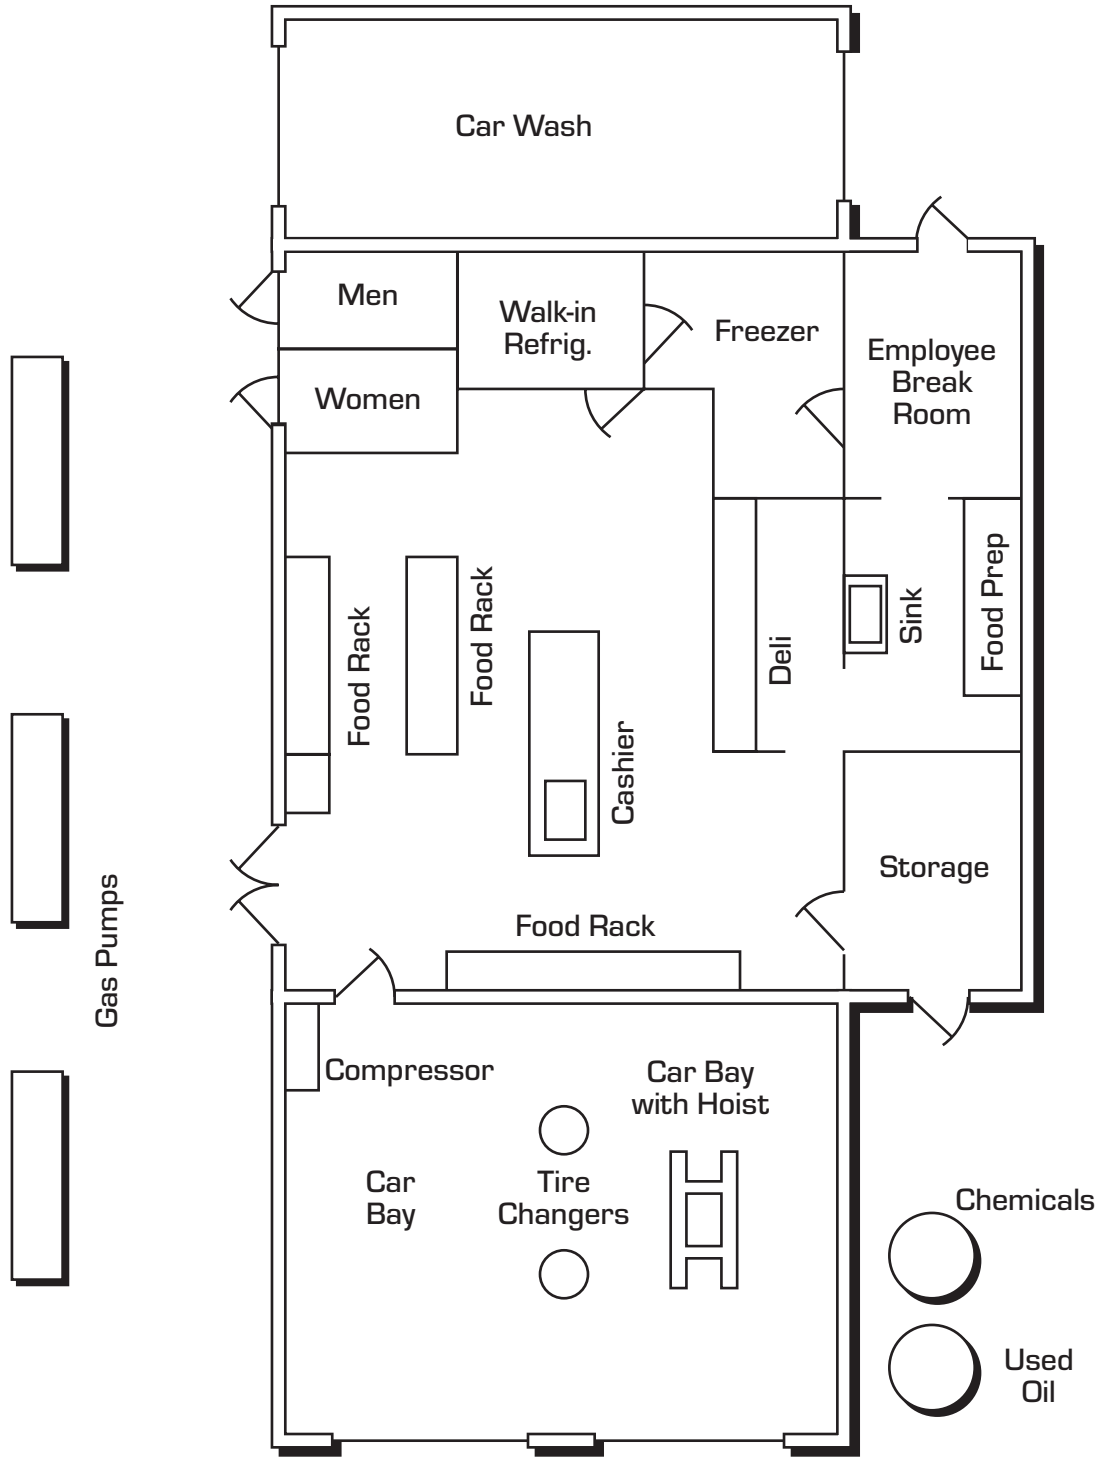 Car Wash
Men
Walk-in
Refrig.
Freezer
Employee
Break
Room
Women
Food Rack
Food Rack
Cashier
Deli
Sink
Food Prep
Storage
Gas Pumps
Food Rack
Compressor
Car Bay
with Hoist
Car
Bay
Tire
Changers
Chemicals
Used
Oil